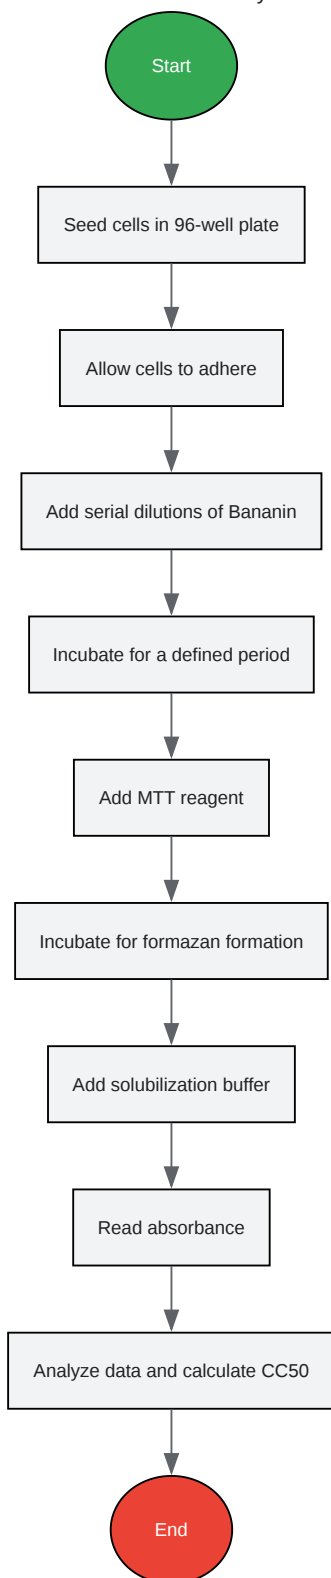 Start
Seed cells in 96-well plate
Allow cells to adhere
Add serial dilutions of Bananin
Incubate for a defined period
Add MTT reagent
Incubate for formazan formation
Add solubilization buffer
Read absorbance
Analyze data and calculate CC50
End